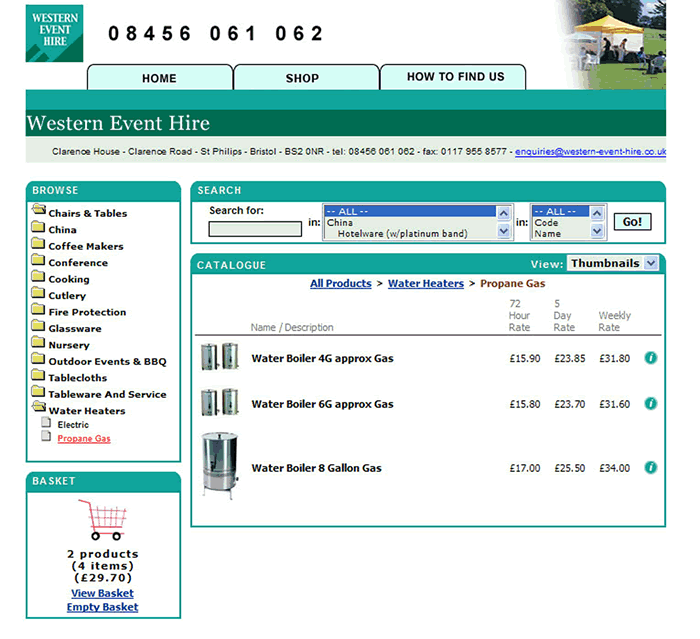 WESTERN
EVENT
HIRE
08456 061 062
HOME
SHOP
HOW TO FIND US
Western Event Hire
Clarence House - Clarence Road - St Philips - Bristol - BS2 0NR - tel: 08456 061 062 - fax: 0117 955 8577 - enquiries@western-event-hire.co.uk
BROWSE
Chairs & Tables
China
Coffee Makers
Conference
Cooking
Cutlery
Fire Protection
Glassware
Nursery
Outdoor Events & BBQ
Tablecloths
Tableware And Service
Water Heaters
Electric
Propane Gas
BASKET
2 products
(4 items)
(£29.70)
View Basket
Empty Basket
SEARCH
Search for:
in:
-- ALL --
China
Hotelware (w/platinum band)
in:
-- ALL --
Code
Name
Go!
CATALOGUE
View: Thumbnails
All Products > Water Heaters > Propane Gas
Name / Description
72 Hour Rate
5 Day Rate
Weekly Rate
Water Boiler 4G approx Gas £15.90 £23.85 £31.80 i
Water Boiler 6G approx Gas £15.80 £23.70 £31.60 i
Water Boiler 8 Gallon Gas £17.00 £25.50 £34.00 i